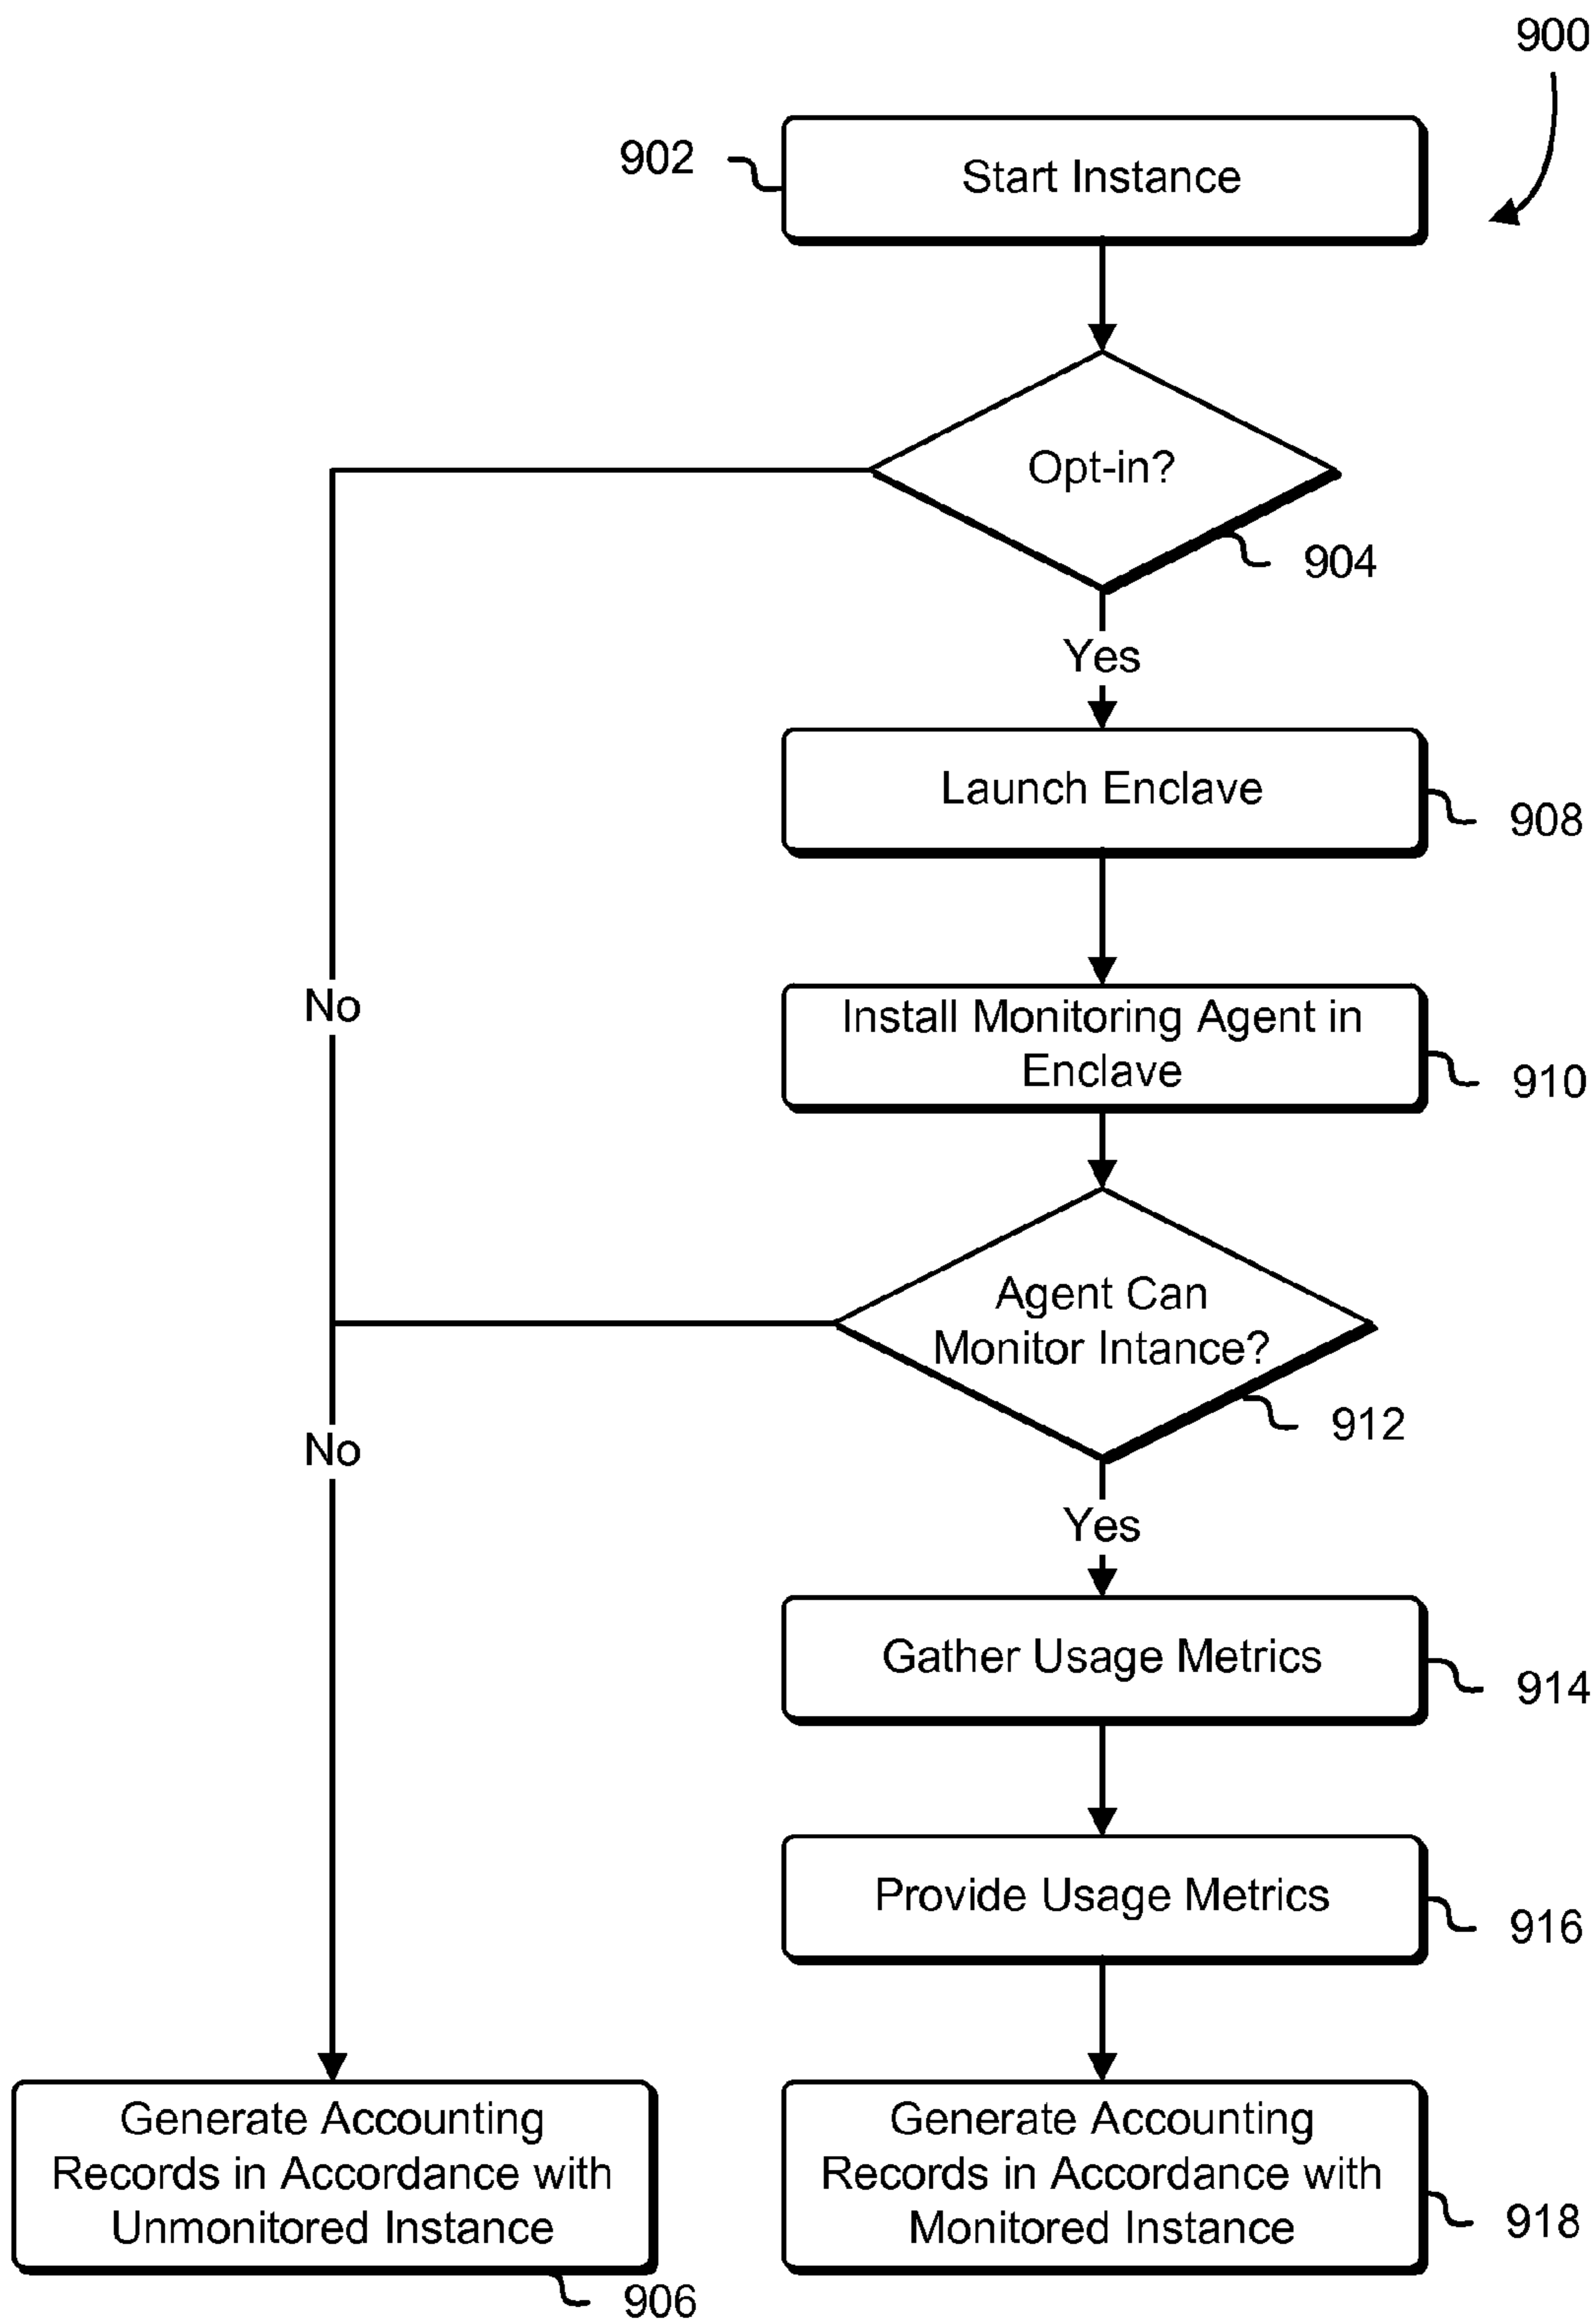 900
902
Start Instance
Opt-in?
904
Yes
Launch Enclave
908
No
Install Monitoring Agent in
Enclave
910
Agent Can
Monitor Intance?
912
No
Yes
Gather Usage Metrics
914
Provide Usage Metrics
916
Generate Accounting
Records in Accordance with
Unmonitored Instance
906
Generate Accounting
Records in Accordance with
Monitored Instance
918